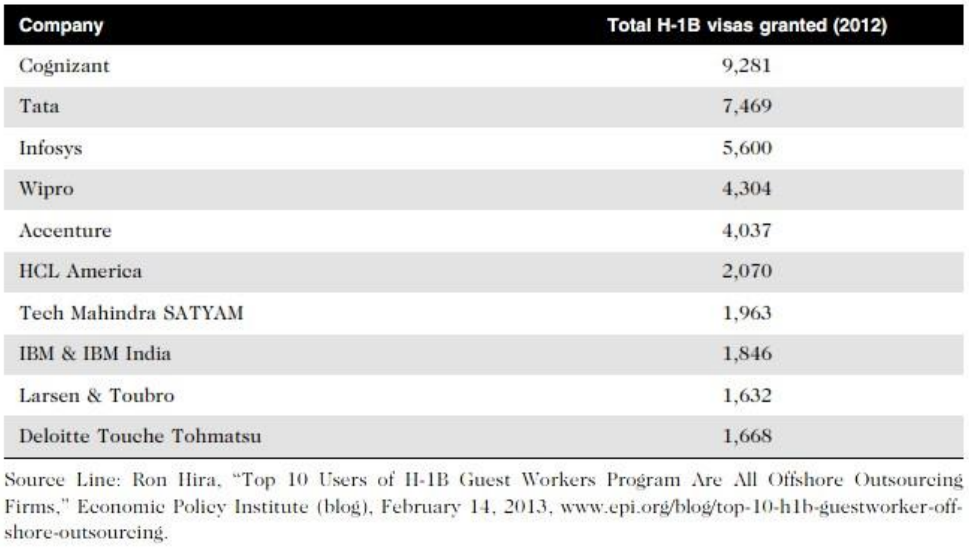 Company Total H-1B visas granted (2012)
Cognizant 9,281
Tata 7,469
Infosys 5,600
Wipro 4,304
Accenture 4,037
HCL America 2,070
Tech Mahindra SATYAM 1,963
IBM & IBM India 1,846
Larsen & Toubro 1,632
Deloitte Touche Tohmatsu 1,668
Source Line: Ron Hira, “Top 10 Users of H-1B Guest Workers Program Are All Offshore Outsourcing
Firms,” Economic Policy Institute (blog), February 14, 2013, www.epi.org/blog/top-10-h1b-guestworker-off-
shore-outsourcing.